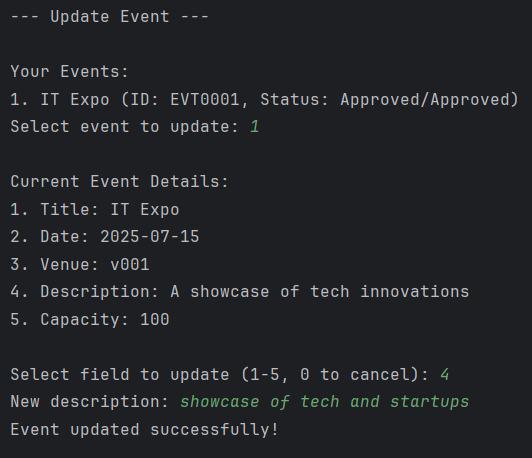 --- Update Event ---
Your Events:
1. IT Expo (ID: EVT0001, Status: Approved/Approved)
Select event to update: 1
Current Event Details:
1. Title: IT Expo
2. Date: 2025-07-15
3. Venue: v001
4. Description: A showcase of tech innovations
5. Capacity: 100
Select field to update (1-5, 0 to cancel): 4
New description: showcase of tech and startups
Event updated successfully!